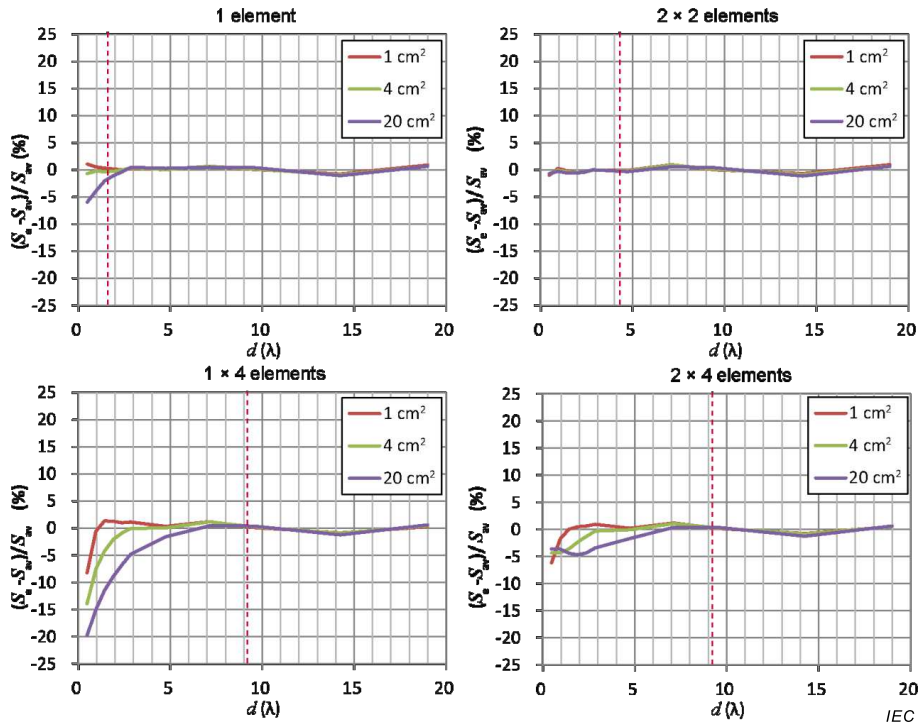 1 element
25
20
15
10
5
0
-5
-10
-15
-20
-25
(Sₑ -Sₐᵥ)/ Sₐᵥ (%)
0 5 10 15 20
d (λ)
1 cm²
4 cm²
20 cm²
2 × 2 elements
25
20
15
10
5
0
-5
-10
-15
-20
-25
(Sₑ -Sₐᵥ)/ Sₐᵥ (%)
0 5 10 15 20
d (λ)
1 cm²
4 cm²
20 cm²
1 × 4 elements
25
20
15
10
5
0
-5
-10
-15
-20
-25
(Sₑ -Sₐᵥ)/ Sₐᵥ (%)
0 5 10 15 20
d (λ)
1 cm²
4 cm²
20 cm²
2 × 4 elements
25
20
15
10
5
0
-5
-10
-15
-20
-25
(Sₑ -Sₐᵥ)/ Sₐᵥ (%)
0 5 10 15 20
d (λ)
1 cm²
4 cm²
20 cm²
IEC